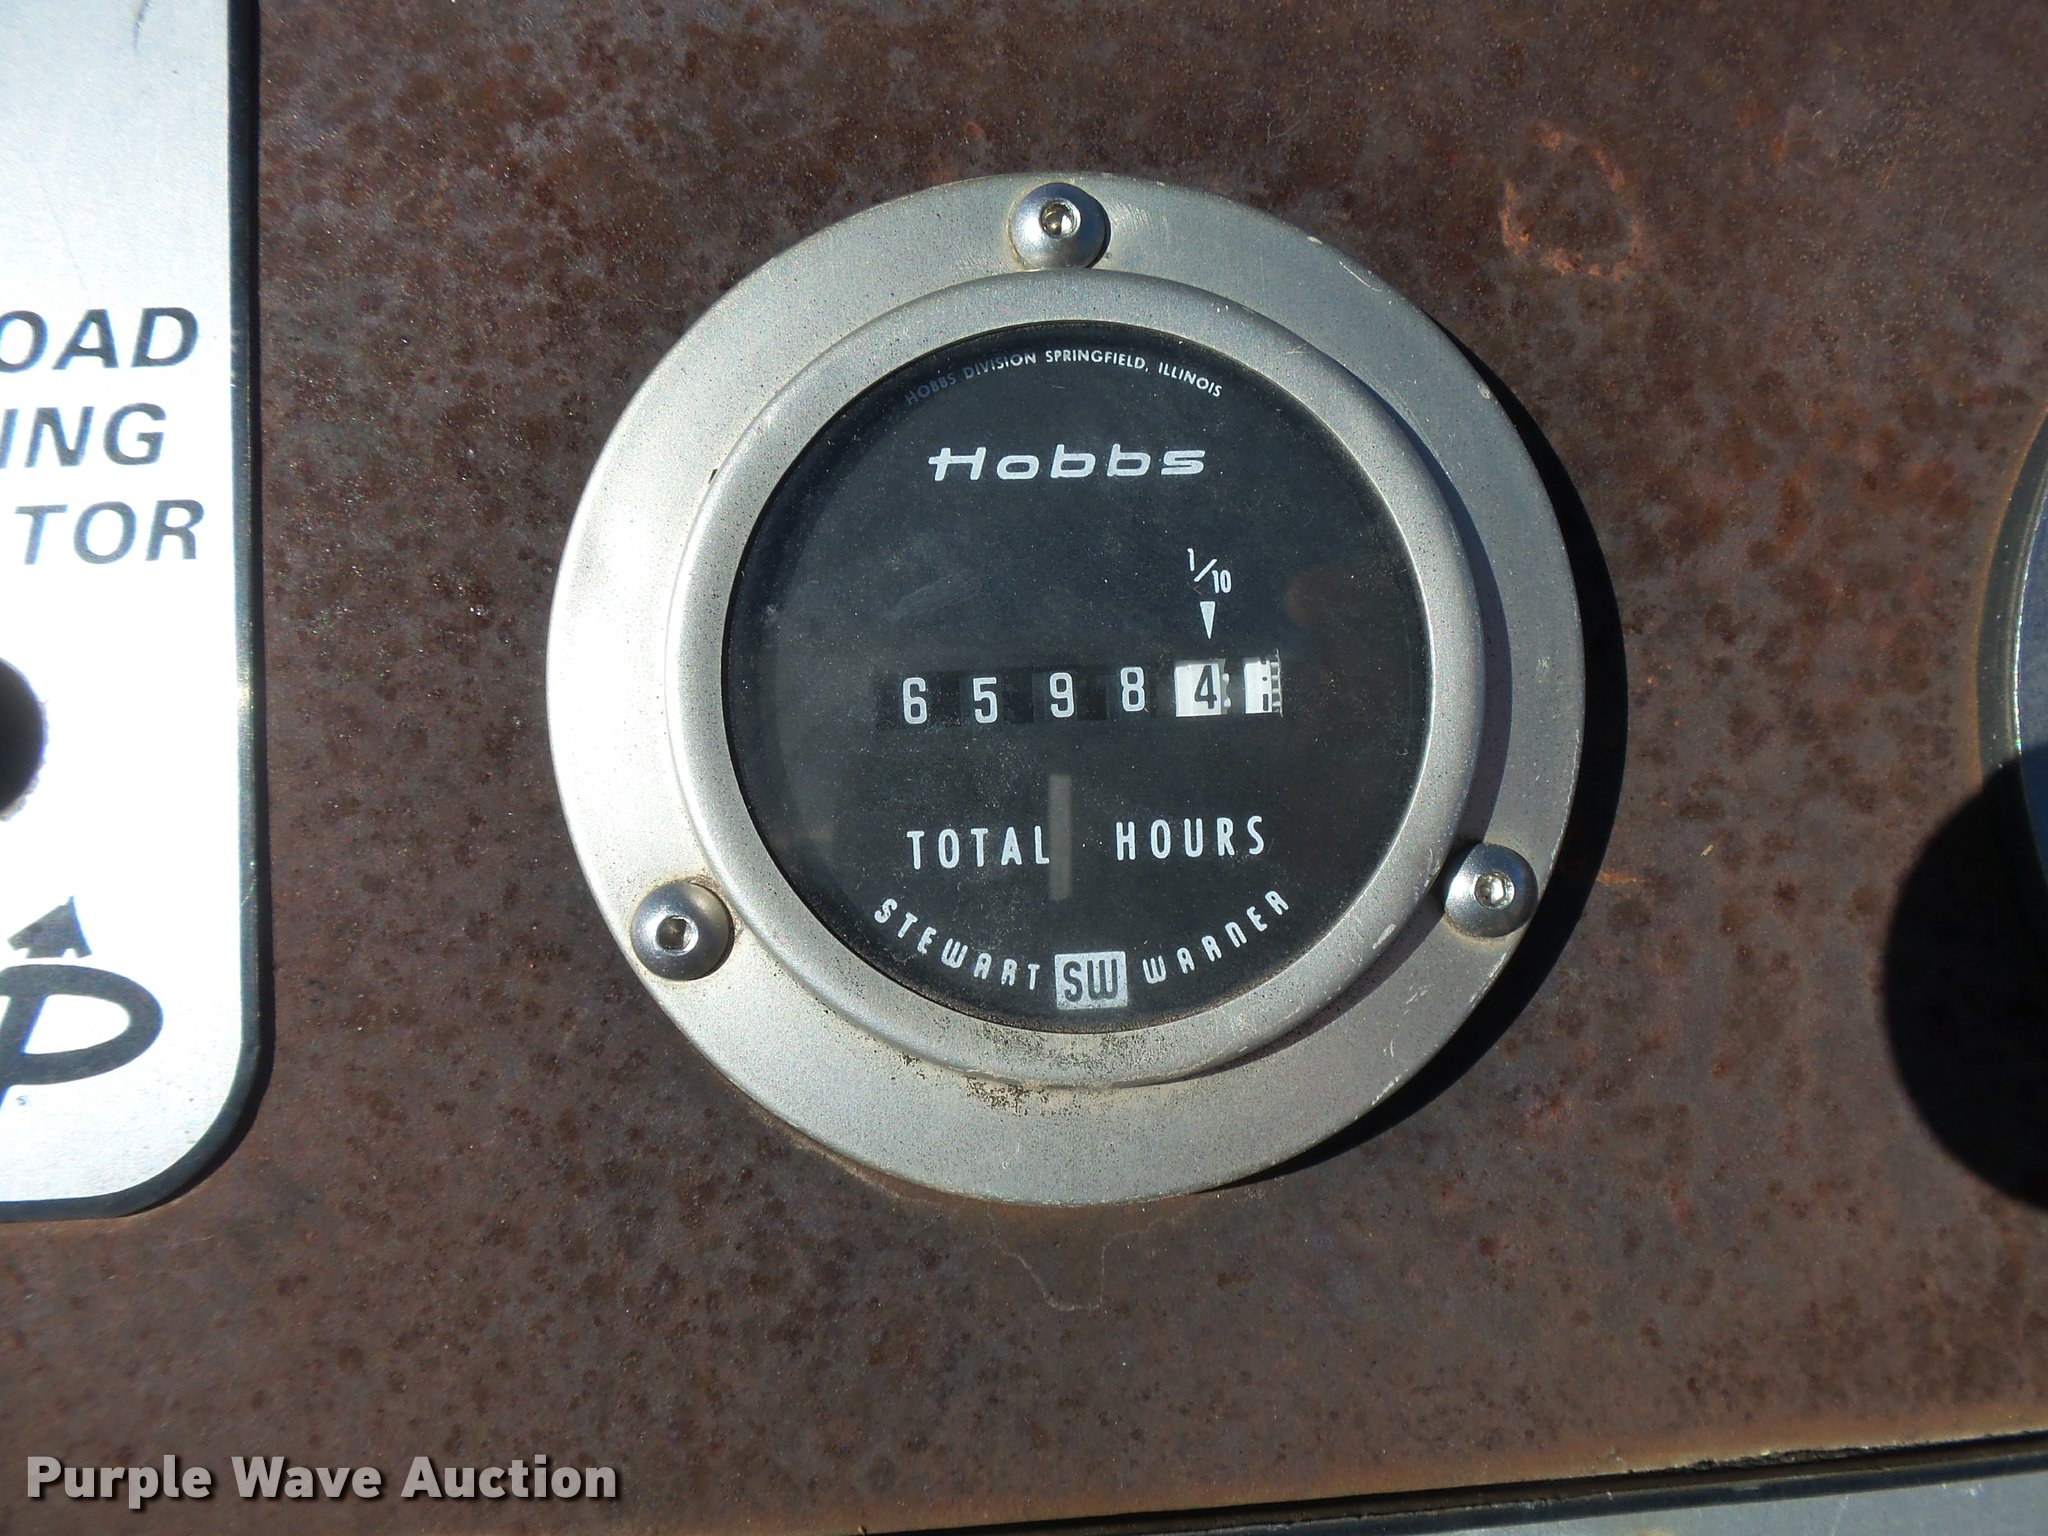 OAD
ING
TOR
P
HOBBS DIVISION SPRINGFIELD, ILLINOIS
Hobbs
1/10
6 5 9 8 4
TOTAL HOURS
STEWART SW WARNER
Purple Wave Auction